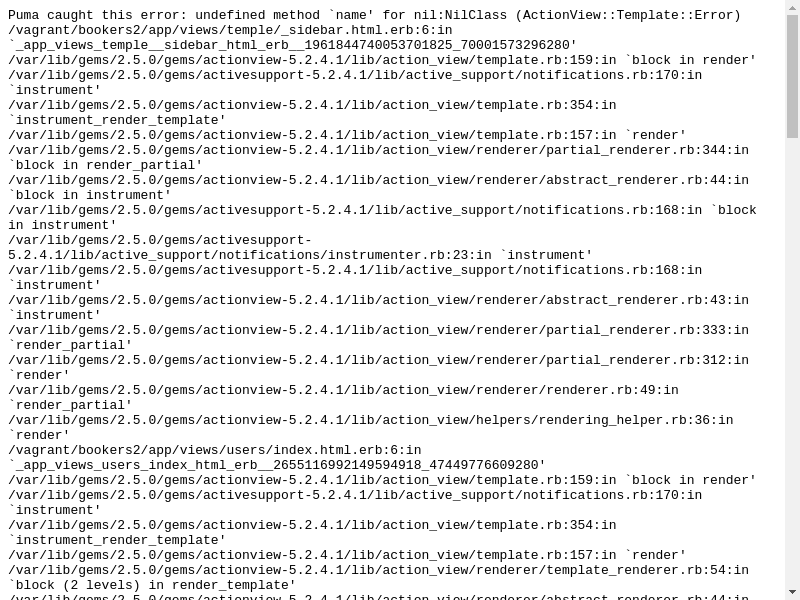 Puma caught this error: undefined method `name' for nil:NilClass (ActionView::Template::Error)
/vagrant/bookers2/app/views/temple/_sidebar.html.erb:6:in
`_app_views_temple__sidebar_html_erb__1961844740053701825_70001573296280'
/var/lib/gems/2.5.0/gems/actionview-5.2.4.1/lib/action_view/template.rb:159:in `block in render'
/var/lib/gems/2.5.0/gems/activesupport-5.2.4.1/lib/active_support/notifications.rb:170:in
`instrument'
/var/lib/gems/2.5.0/gems/actionview-5.2.4.1/lib/action_view/template.rb:354:in
`instrument_render_template'
/var/lib/gems/2.5.0/gems/actionview-5.2.4.1/lib/action_view/template.rb:157:in `render'
/var/lib/gems/2.5.0/gems/actionview-5.2.4.1/lib/action_view/renderer/partial_renderer.rb:344:in
`block in render_partial'
/var/lib/gems/2.5.0/gems/actionview-5.2.4.1/lib/action_view/renderer/abstract_renderer.rb:44:in
`block in instrument'
/var/lib/gems/2.5.0/gems/activesupport-5.2.4.1/lib/active_support/notifications.rb:168:in `block
in instrument'
/var/lib/gems/2.5.0/gems/activesupport-
5.2.4.1/lib/active_support/notifications/instrumenter.rb:23:in `instrument'
/var/lib/gems/2.5.0/gems/activesupport-5.2.4.1/lib/active_support/notifications.rb:168:in
`instrument'
/var/lib/gems/2.5.0/gems/actionview-5.2.4.1/lib/action_view/renderer/abstract_renderer.rb:43:in
`instrument'
/var/lib/gems/2.5.0/gems/actionview-5.2.4.1/lib/action_view/renderer/partial_renderer.rb:333:in
`render_partial'
/var/lib/gems/2.5.0/gems/actionview-5.2.4.1/lib/action_view/renderer/partial_renderer.rb:312:in
`render'
/var/lib/gems/2.5.0/gems/actionview-5.2.4.1/lib/action_view/renderer/renderer.rb:49:in
`render_partial'
/var/lib/gems/2.5.0/gems/actionview-5.2.4.1/lib/action_view/helpers/rendering_helper.rb:36:in
`render'
/vagrant/bookers2/app/views/users/index.html.erb:6:in
`_app_views_users_index_html_erb__2655116992149594918_47449776609280'
/var/lib/gems/2.5.0/gems/actionview-5.2.4.1/lib/action_view/template.rb:159:in `block in render'
/var/lib/gems/2.5.0/gems/activesupport-5.2.4.1/lib/active_support/notifications.rb:170:in
`instrument'
/var/lib/gems/2.5.0/gems/actionview-5.2.4.1/lib/action_view/template.rb:354:in
`instrument_render_template'
/var/lib/gems/2.5.0/gems/actionview-5.2.4.1/lib/action_view/template.rb:157:in `render'
/var/lib/gems/2.5.0/gems/actionview-5.2.4.1/lib/action_view/renderer/template_renderer.rb:54:in
`block (2 levels) in render_template'
/var/lib/gems/2.5.0/gems/actionview-5.2.4.1/lib/action_view/renderer/abstract_renderer.rb:44:in